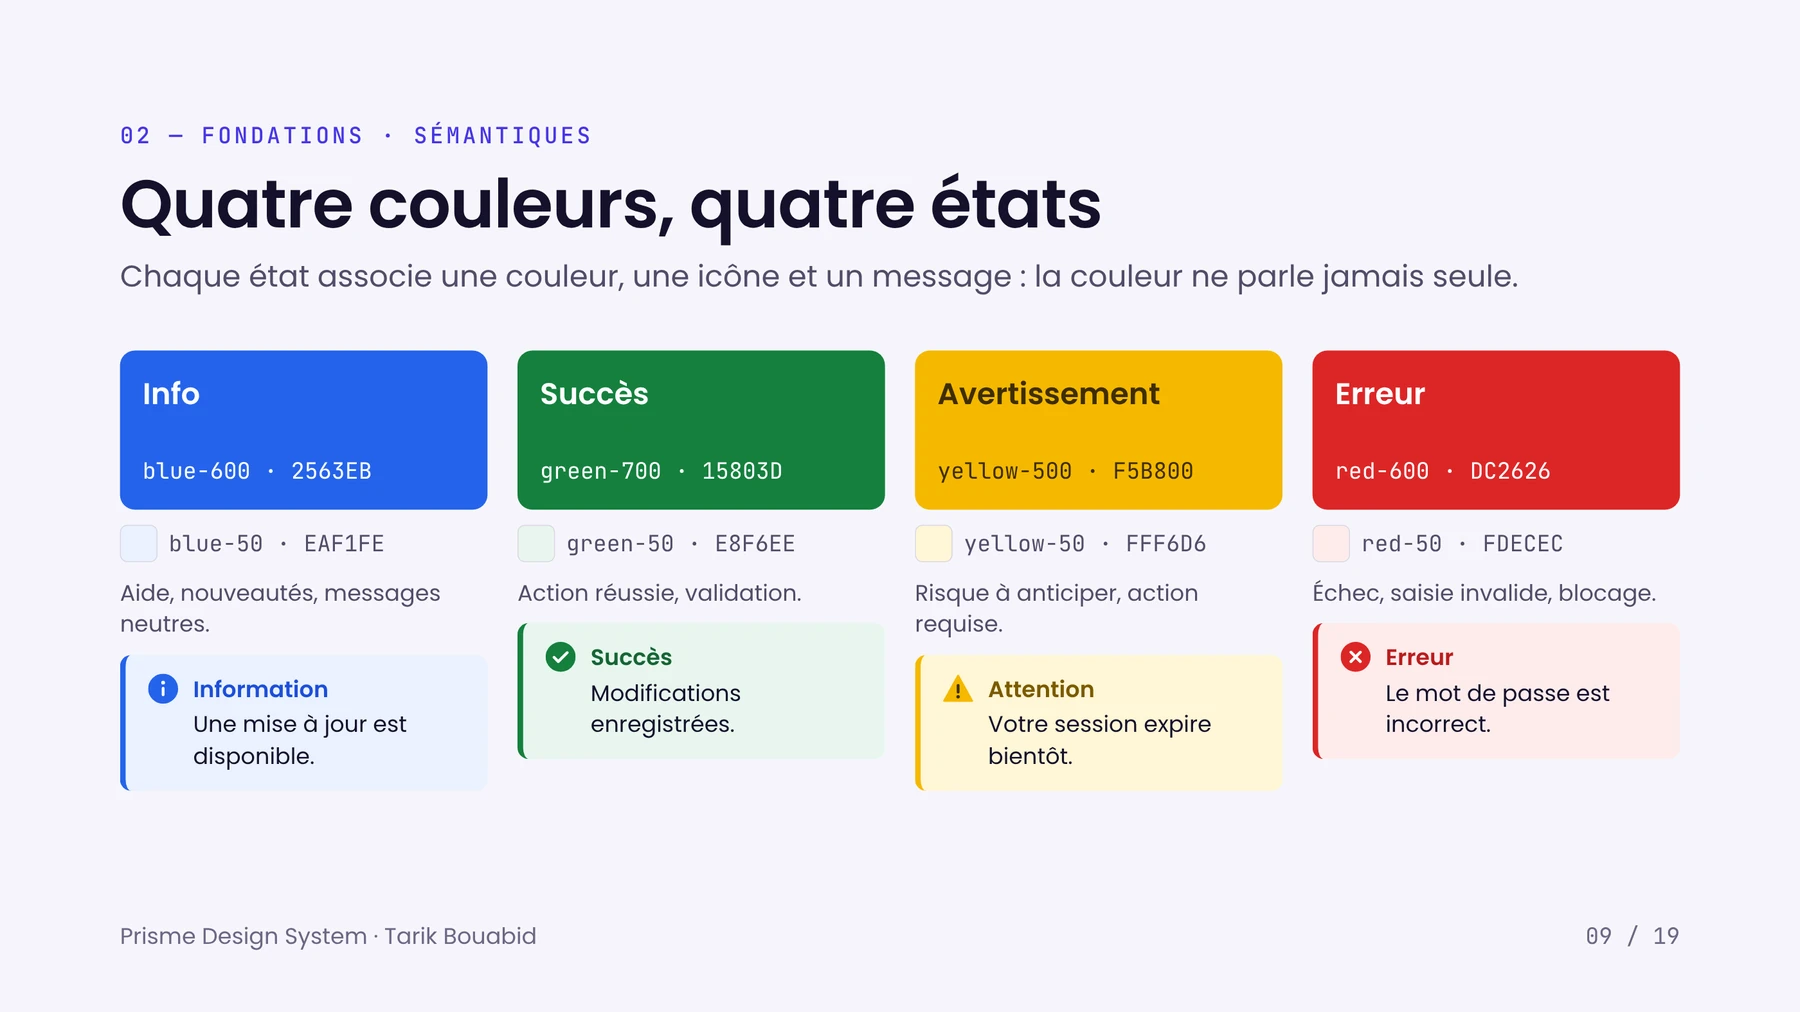 02 — FONDATIONS · SÉMANTIQUES
Quatre couleurs, quatre états
Chaque état associe une couleur, une icône et un message : la couleur ne parle jamais seule.
Info
blue-600 · 2563EB
blue-50 · EAF1FE
Aide, nouveautés, messages
neutres.
Information
Une mise à jour est
disponible.
Succès
green-700 · 15803D
green-50 · E8F6EE
Action réussie, validation.
Succès
Modifications
enregistrées.
Avertissement
yellow-500 · F5B800
yellow-50 · FFF6D6
Risque à anticiper, action
requise.
Attention
Votre session expire
bientôt.
Erreur
red-600 · DC2626
red-50 · FDECEC
Échec, saisie invalide, blocage.
Erreur
Le mot de passe est
incorrect.
Prisme Design System · Tarik Bouabid
09 / 19